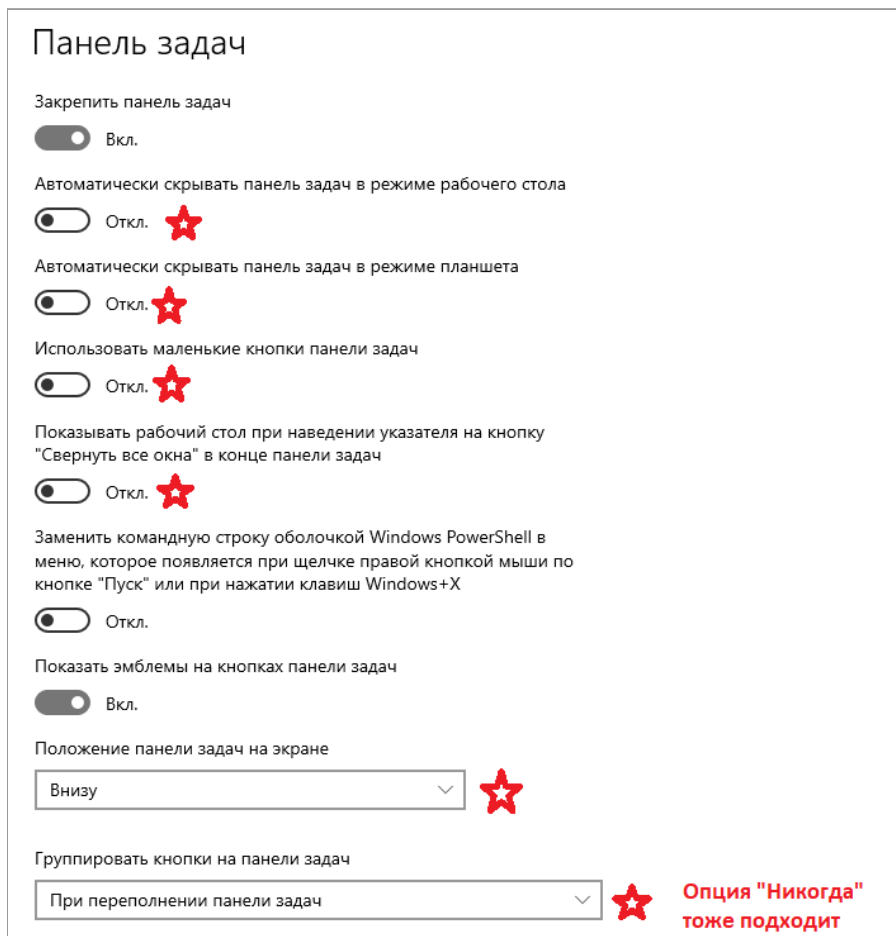 Панель задач
Закрепить панель задач
Вкл.
Автоматически скрывать панель задач в режиме рабочего стола
Откл.
Автоматически скрывать панель задач в режиме планшета
Откл.
Использовать маленькие кнопки панели задач
Откл.
Показывать рабочий стол при наведении указателя на кнопку
"Свернуть все окна" в конце панели задач
Откл.
Заменить командную строку оболочкой Windows PowerShell в
меню, которое появляется при щелчке правой кнопкой мыши по
кнопке "Пуск" или при нажатии клавиш Windows+X
Откл.
Показать эмблемы на кнопках панели задач
Вкл.
Положение панели задач на экране
Внизу
Группировать кнопки на панели задач
При переполнении панели задач
Опция "Никогда"
тоже подходит